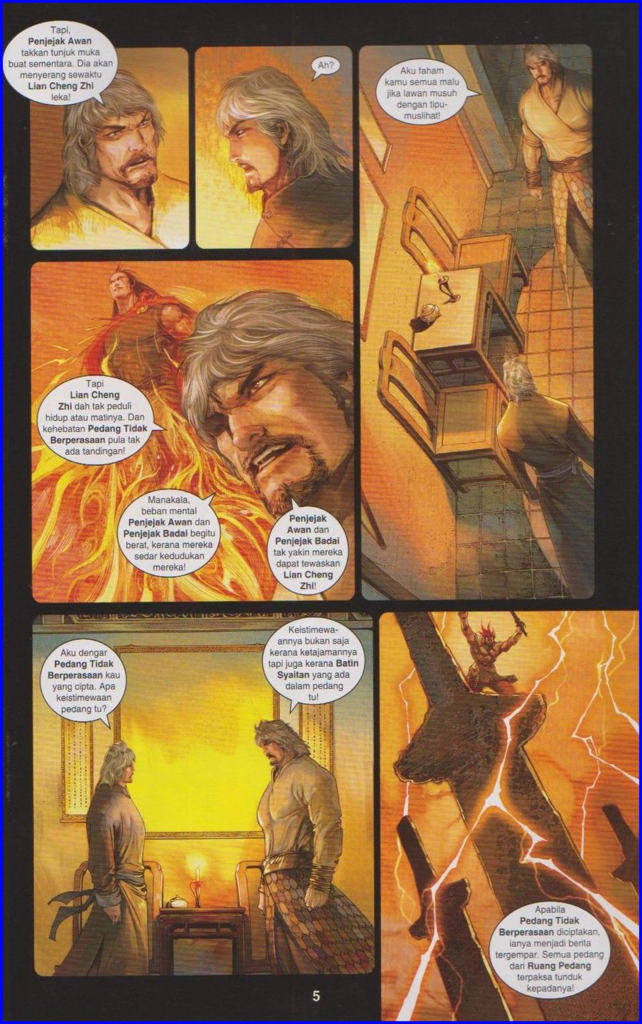 Tapi,
Penjejak Awan
takkan tunjuk muka
buat sementara. Dia akan
menyerang sewaktu
Lian Cheng Zhi
leka!
Ah?
Aku faham
kamu semua malu
jika lawan musuh
dengan tipu-
muslihat!
Tapi
Lian Cheng
Zhi dah tak peduli
hidup atau matinya. Dan
kehebatan Pedang Tidak
Berperasaan pula tak
ada tandingan!
Manakala,
beban mental
Penjejak Awan dan
Penjejak Badai begitu
berat, kerana mereka
sedar kedudukan
mereka!
Penjejak
Awan dan
Penjejak Badai
tak yakin mereka
dapat tewaskan
Lian Cheng
Zhi!
Aku dengar
Pedang Tidak
Berperasaan kau
yang cipta. Apa
keistimewaan
pedang tu?
Keistimewa-
annya bukan saja
kerana ketajamannya
tapi juga kerana Batin
Syaitan yang ada
dalam pedang
tu!
Apabila
Pedang Tidak
Berperasaan diciptakan,
ianya menjadi berita
tergempar. Semua pedang
dari Ruang Pedang
terpaksa tunduk
kepadanya!
5